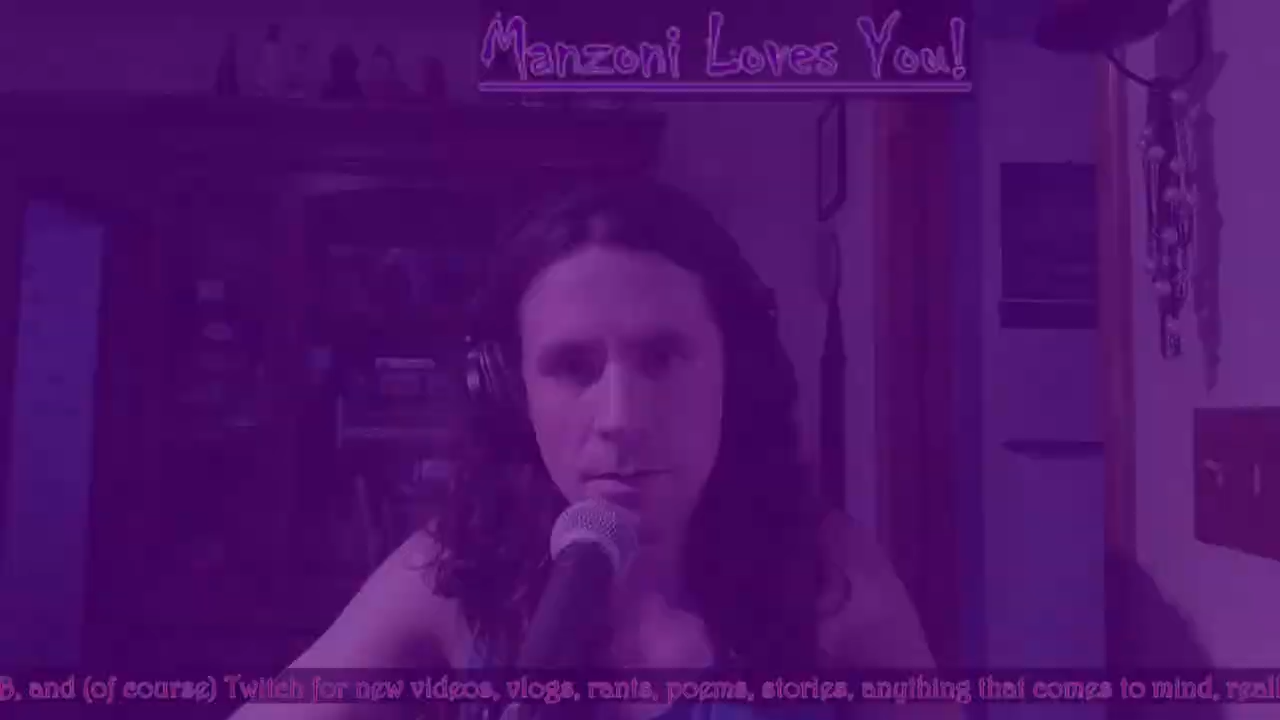 Manzoni Loves You!
and (of course) Twitch for new videos, vlogs, rants, poems, stories, anything that comes to mind,